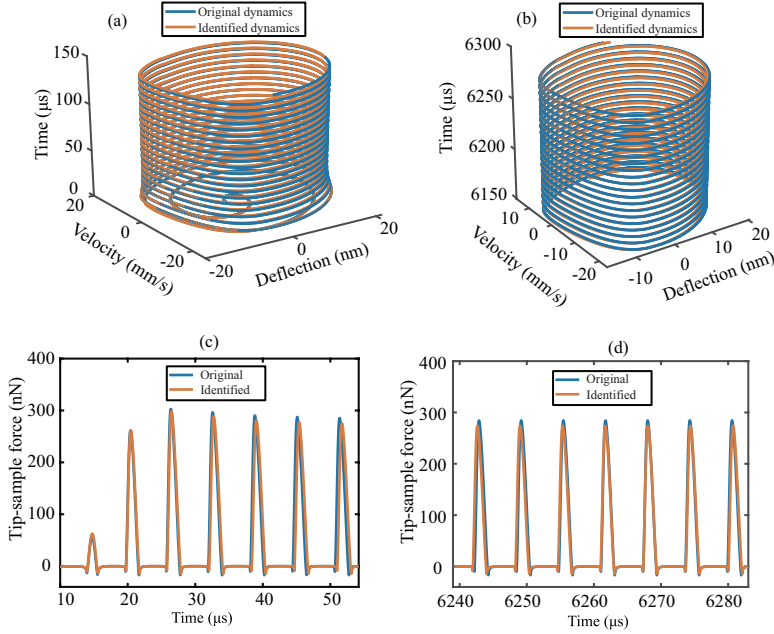 (a)
Original dynamics
Identified dynamics
150
100
50
0
Time (μs)
20
0
-20
Velocity (mm/s)
-20
0
20
Deflection (nm)
(b)
Original dynamics
Identified dynamics
6300
6250
6200
6150
Time (μs)
10
0
-10
-20
Velocity (mm/s)
-10
0
10
20
Deflection (nm)
(c)
Original
Identified
400
300
200
100
0
Tip-sample force (nN)
10
20
30
40
50
Time (μs)
(d)
Original
Identified
400
300
200
100
0
Tip-sample force (nN)
6240
6250
6260
6270
6280
Time (μs)